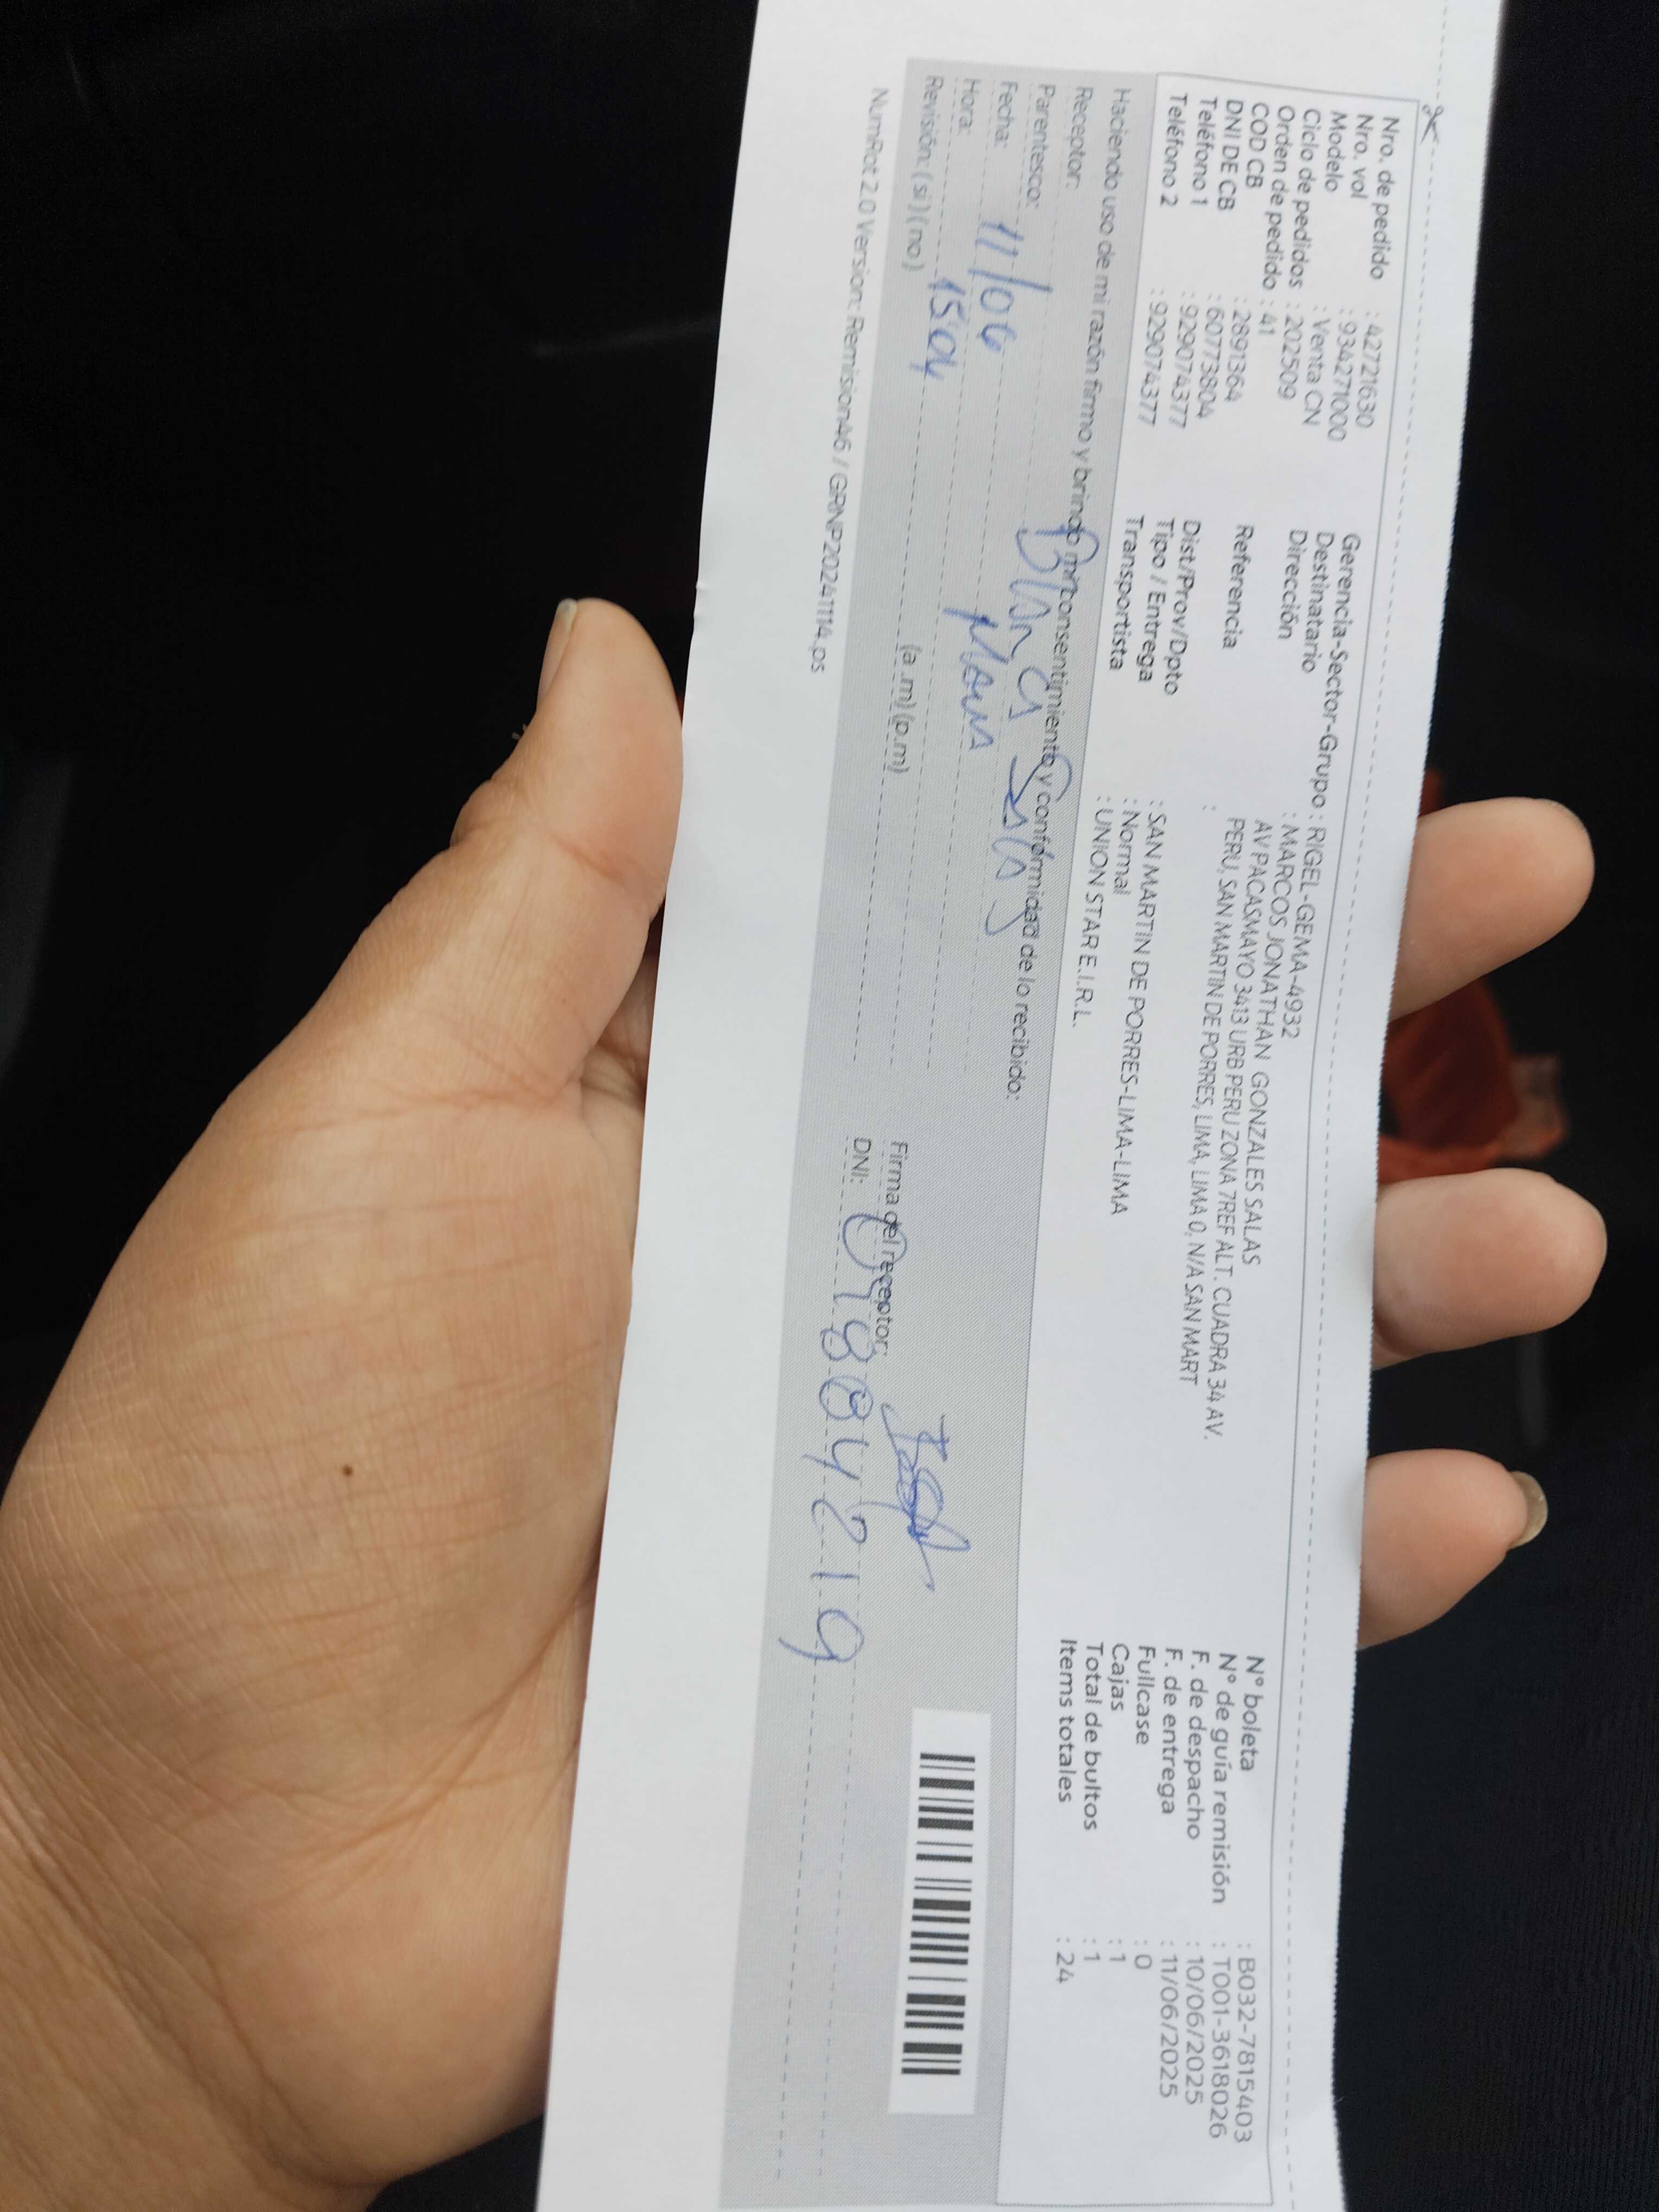 Nro. de pedido : 42721630
Nro. vol : 934271000
Modelo : Venta CN
Ciclo de pedidos : 202509
Orden de pedido : 41
COD CB : 2891364
DNI DE CB : 60773804
Teléfono 1 : 929074377
Teléfono 2 : 929074377
Gerencia-Sector-Grupo : RIGEL-GEMA-4932
Destinatario : MARCOS JONATHAN GONZALES SALAS
Dirección : AV PACASMAYO 3413 URB PERU ZONA 7REF ALT. CUADRA 34 AV.
PERU, SAN MARTIN DE PORRES, LIMA, LIMA 0, N/A SAN MART
Referencia :
Dist/Prov/Dpto : SAN MARTIN DE PORRES-LIMA-LIMA
Tipo / Entrega : Normal
Transportista : UNION STAR E.I.R.L.
N° boleta : B032-7815403
N° de guía remisión : T001-3618026
F. de despacho : 10/06/2025
F. de entrega : 11/06/2025
Fullcase : 0
Cajas : 1
Total de bultos : 1
Items totales : 24
Haciendo uso de mi razón firmo y brindo mi consentimiento y conformidad de lo recibido:
Receptor: Blanca Salas
Parentesco: Mama
Fecha: 11/06
Hora: 15:04 (a .m) (p.m)
Revisión: ( si ) ( no )
Firma del receptor:
DNI:
NumRot 2.0 Version: Remision46 / GRNP20241114.ps